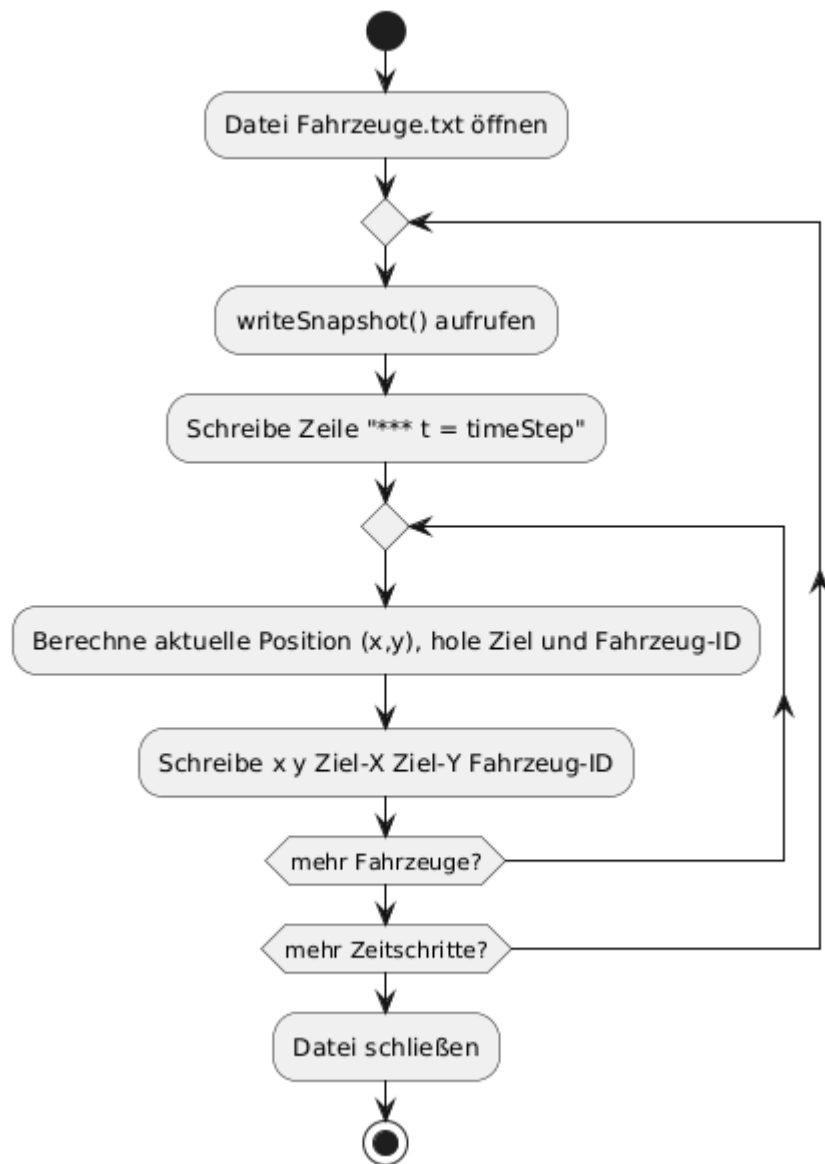 Datei Fahrzeuge.txt öffnen
writeSnapshot() aufrufen
Schreibe Zeile "*** t = timeStep"
Berechne aktuelle Position (x,y), hole Ziel und Fahrzeug-ID
Schreibe x y Ziel-X Ziel-Y Fahrzeug-ID
mehr Fahrzeuge?
mehr Zeitschritte?
Datei schließen